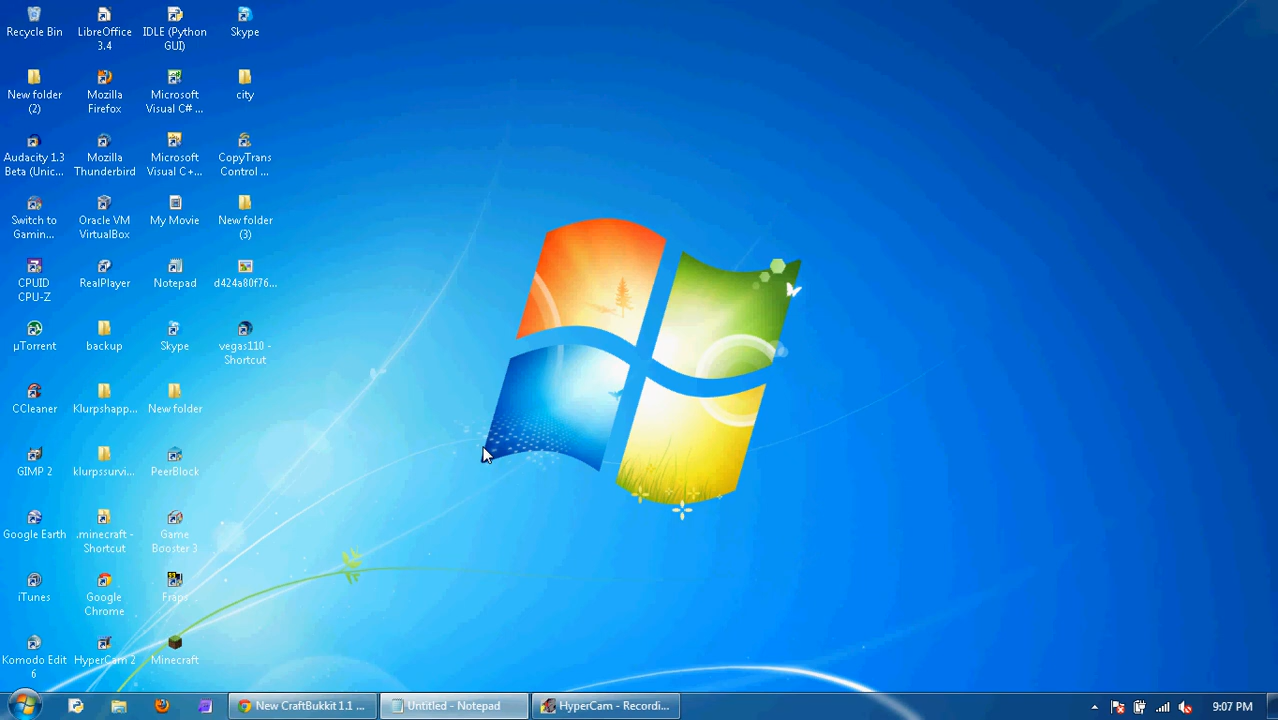 Recycle Bin
LibreOffice
3.4
IDLE (Python
GUI)
Skype
New folder
(2)
Mozilla
Firefox
Microsoft
Visual C# ...
city
Audacity 1.3
Beta (Unic...
Mozilla
Thunderbird
Microsoft
Visual C+...
CopyTrans
Control ...
Switch to
Gamin...
Oracle VM
VirtualBox
My Movie
New folder
(3)
CPUID
CPU-Z
RealPlayer
Notepad
d424a80f76...
µTorrent
backup
Skype
vegas110 -
Shortcut
CCleaner
Klurpshapp...
New folder
GIMP 2
klurpssurvi...
PeerBlock
Google Earth
.minecraft -
Shortcut
Game
Booster 3
iTunes
Google
Chrome
Fraps
Komodo Edit
6
HyperCam 2
Minecraft
New CraftBukkit 1.1 ...
Untitled - Notepad
HyperCam - Recordi...
9:07 PM